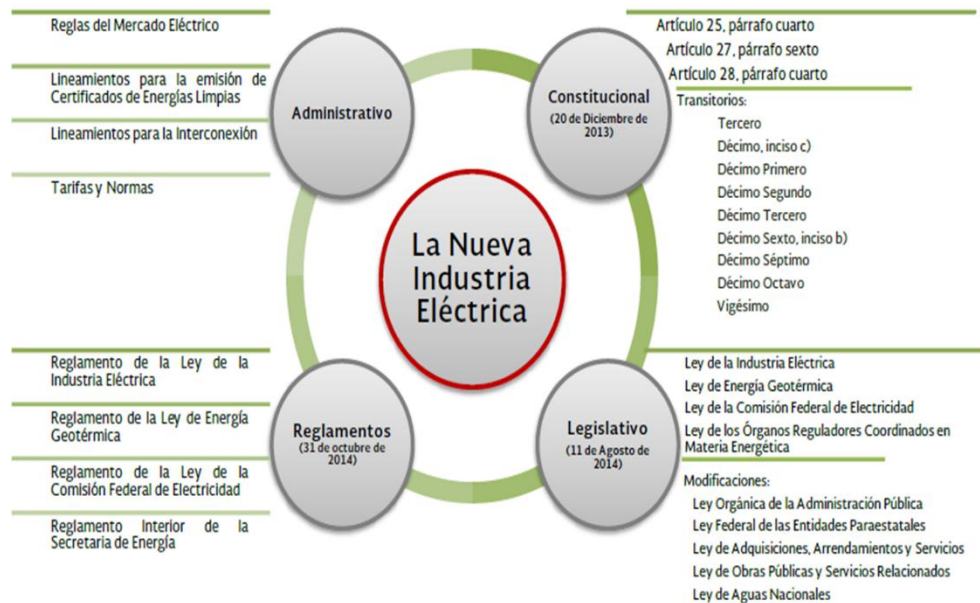 Reglas del Mercado Eléctrico
Lineamientos para la emisión de
Certificados de Energías Limpias
Lineamientos para la Interconexión
Tarifas y Normas
Administrativo
Constitucional
(20 de Diciembre de
2013)
Artículo 25, párrafo cuarto
Artículo 27, párrafo sexto
Artículo 28, párrafo cuarto
Transitorios:
Tercero
Décimo, inciso c)
Décimo Primero
Décimo Segundo
Décimo Tercero
Décimo Sexto, inciso b)
Décimo Séptimo
Décimo Octavo
Vigésimo
La Nueva
Industria
Eléctrica
Reglamento de la Ley de la
Industria Eléctrica
Reglamento de la Ley de Energía
Geotérmica
Reglamento de la Ley de la
Comisión Federal de Electricidad
Reglamento Interior de la
Secretaria de Energía
Reglamentos
(31 de octubre de
2014)
Legislativo
(11 de Agosto de
2014)
Ley de la Industria Eléctrica
Ley de Energía Geotérmica
Ley de la Comisión Federal de Electricidad
Ley de los Órganos Reguladores Coordinados en
Materia Energética
Modificaciones:
Ley Orgánica de la Administración Pública
Ley Federal de las Entidades Paraestatales
Ley de Adquisiciones, Arrendamientos y Servicios
Ley de Obras Públicas y Servicios Relacionados
Ley de Aguas Nacionales